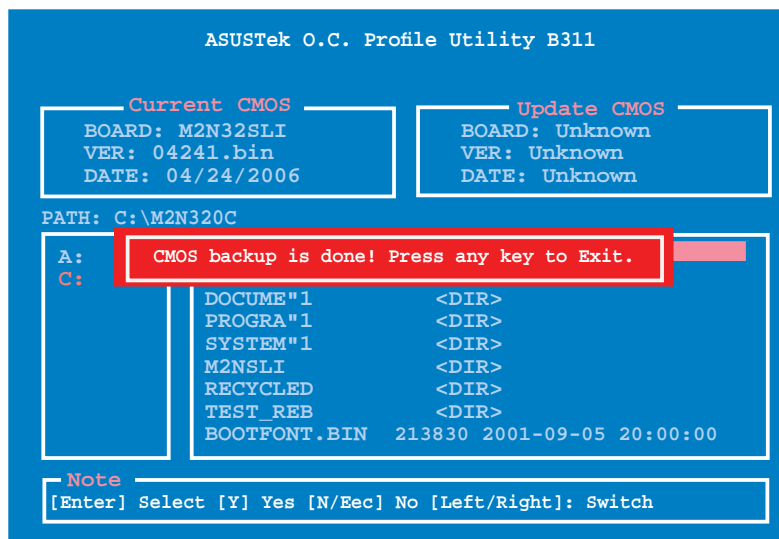 ASUSTek O.C. Profile Utility B311
Current CMOS
BOARD: M2N32SLI
VER: 04241.bin
DATE: 04/24/2006
Update CMOS
BOARD: Unknown
VER: Unknown
DATE: Unknown
PATH: C:\M2N320C
A:
C:
CMOS backup is done! Press any key to Exit.
DOCUME"1 <DIR>
PROGRA"1 <DIR>
SYSTEM"1 <DIR>
M2NSLI <DIR>
RECYCLED <DIR>
TEST_REB <DIR>
BOOTFONT.BIN 213830 2001-09-05 20:00:00
Note
[Enter] Select [Y] Yes [N/Eec] No [Left/Right]: Switch